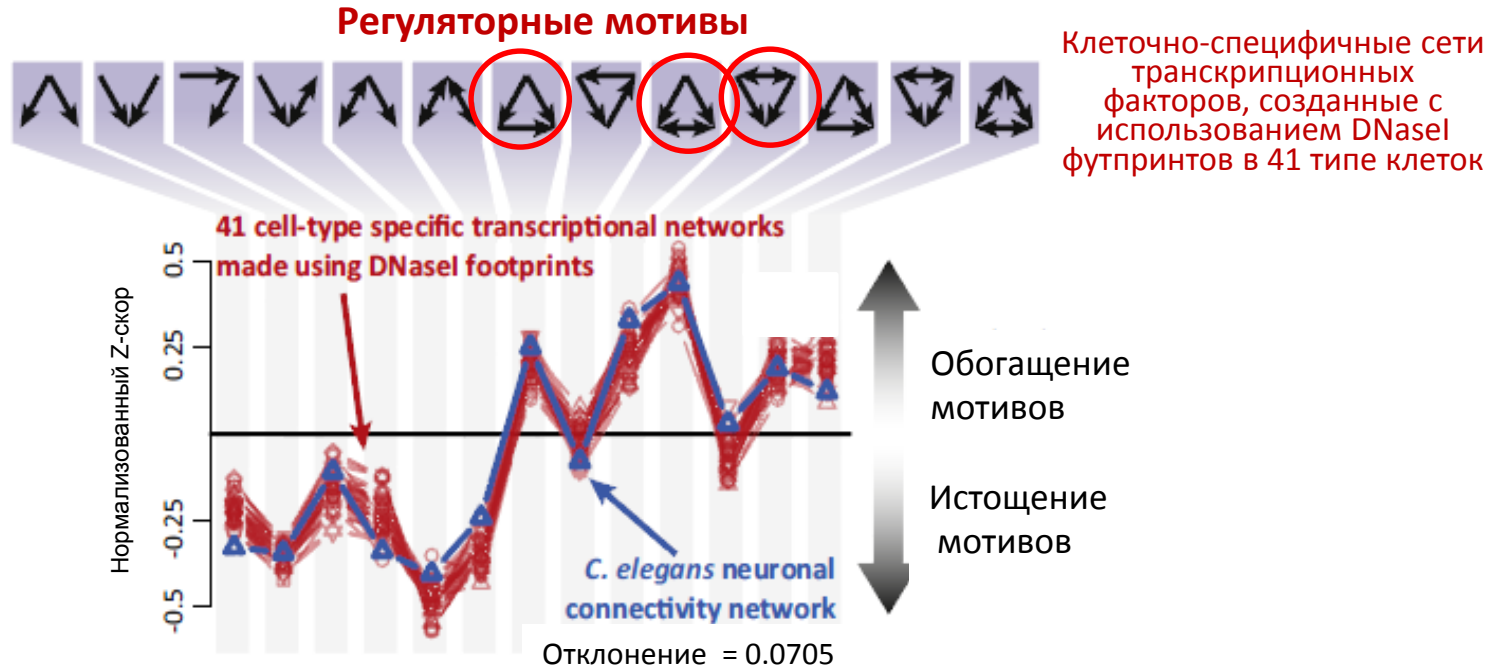 Регуляторные мотивы
Клеточно-специфичные сети
транскрипционных
факторов, созданные с
использованием DNaseI
футпринтов в 41 типе клеток
41 cell-type specific transcriptional networks
made using DNaseI footprints
Нормализованный Z-скор
0.5
0.25
-0.25
-0.5
Обогащение
мотивов
Истощение
мотивов
C. elegans neuronal
connectivity network
Отклонение = 0.0705